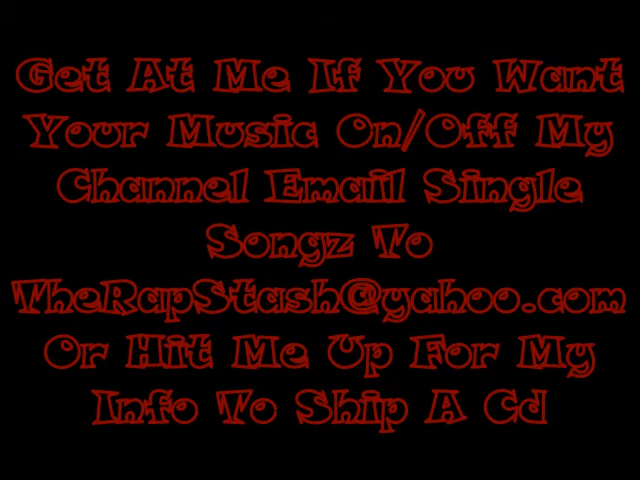 Get At Me If You Want
Your Music On/Off My
Channel Email Single
Songz To
TheRapStash@yahoo.com
Or Hit Me Up For My
Info To Ship A Cd